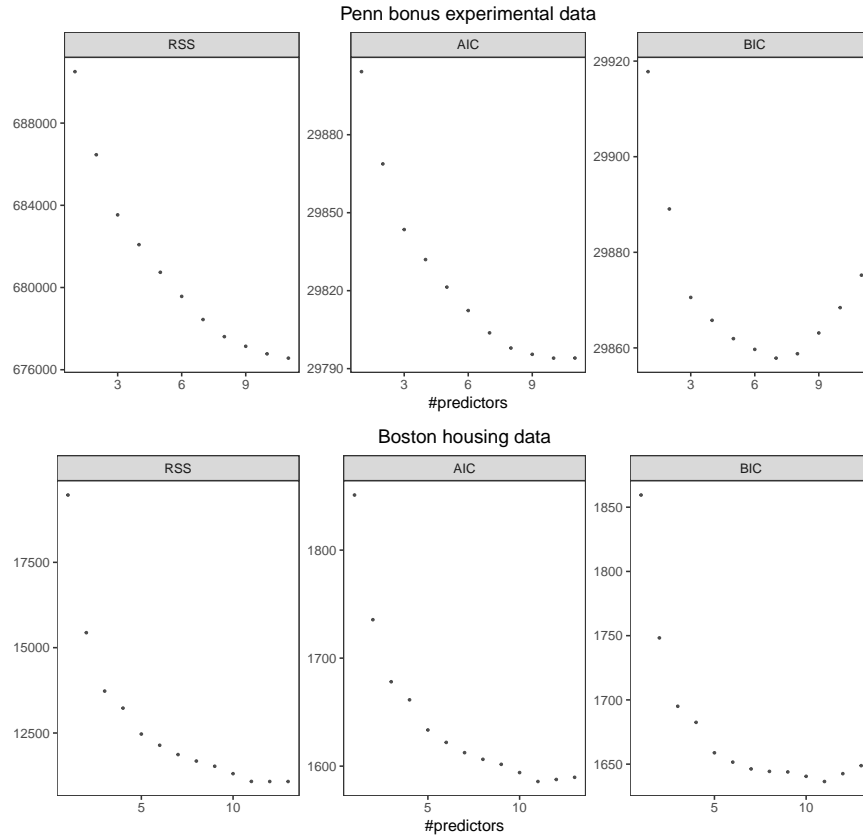 Penn bonus experimental data
RSS AIC BIC
688000
684000
680000
676000
3 6 9
29880
29850
29820
29790
3 6 9
29920
29900
29880
29860
3 6 9
#predictors
Boston housing data
RSS AIC BIC
17500
15000
12500
5 10
1800
1700
1600
5 10
1850
1800
1750
1700
1650
5 10
#predictors